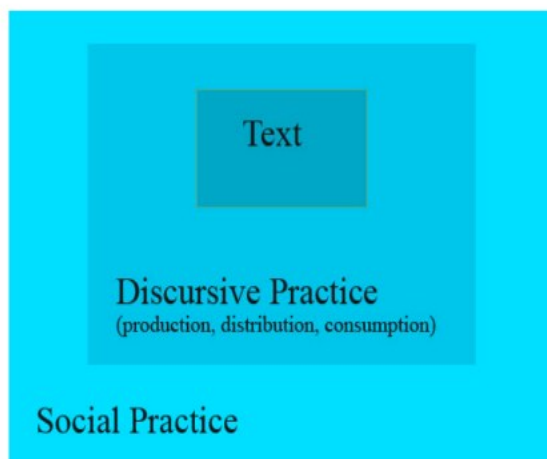 Text
Discursive Practice
(production, distribution, consumption)
Social Practice